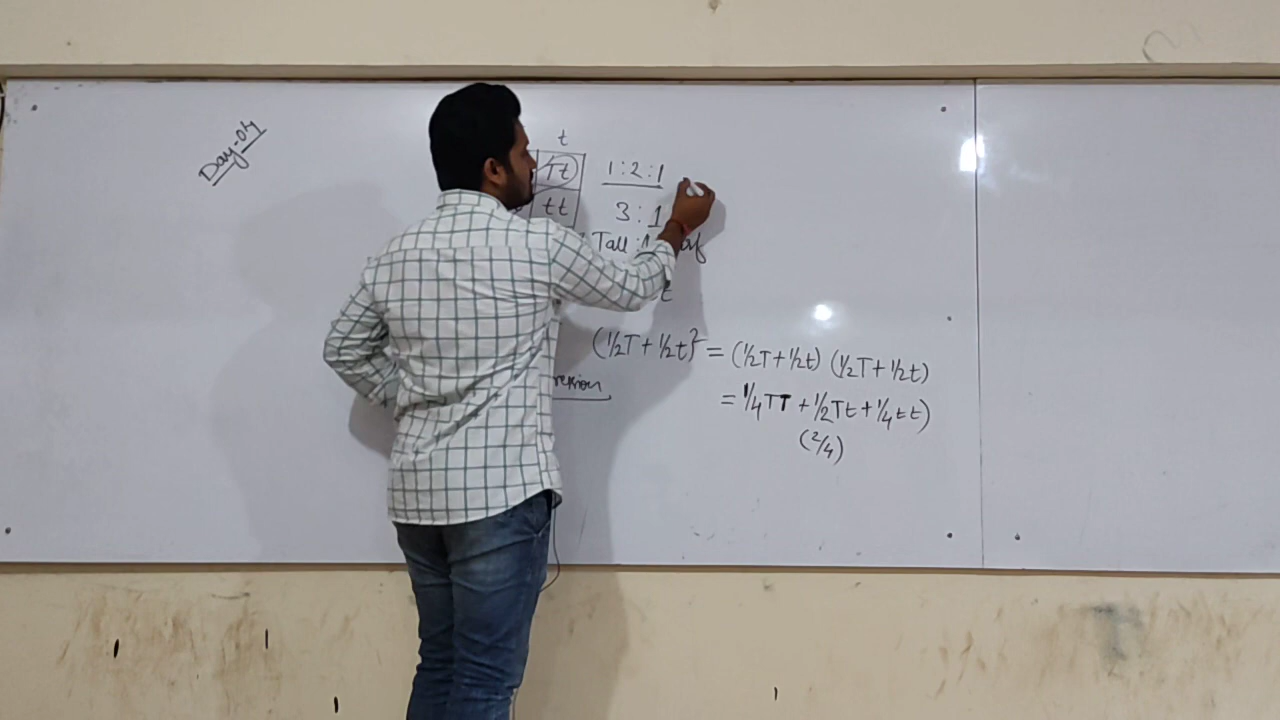 Day-04
t
Tt 1:2:1
tt 3:1
Tall :
t
(1/2T+1/2t)² = (1/2T+1/2t) (1/2T+1/2t)
= 1/4TT + 1/2Tt + 1/4tt)
(2/4)